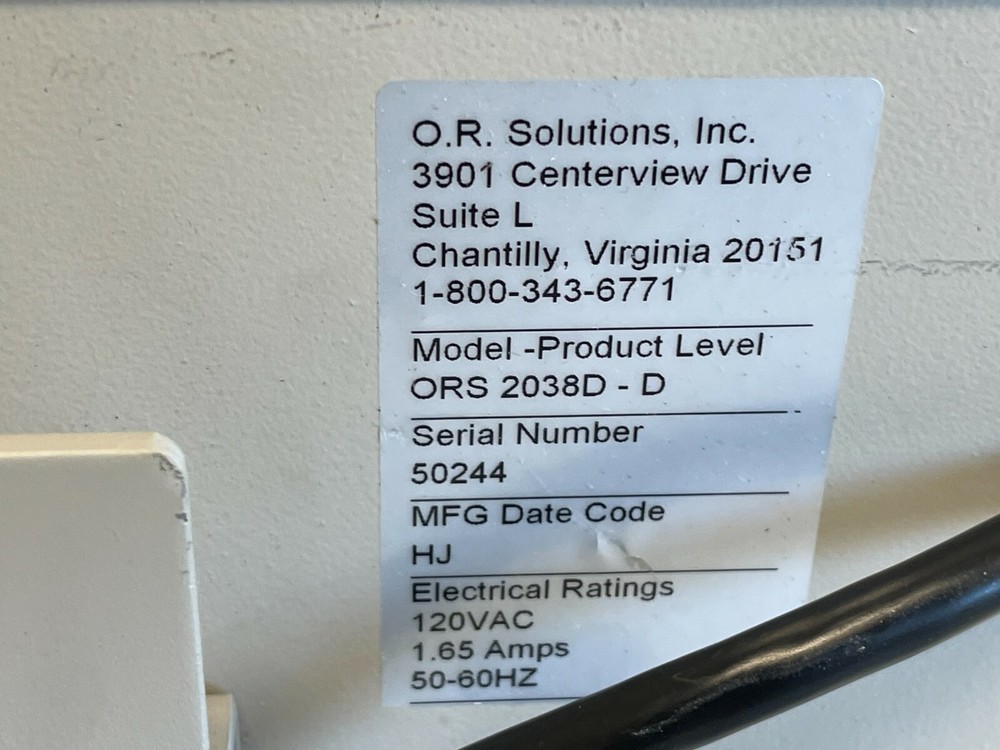 O.R. Solutions, Inc.
3901 Centerview Drive
Suite L
Chantilly, Virginia 20151
1-800-343-6771
Model -Product Level
ORS 2038D - D
Serial Number
50244
MFG Date Code
HJ
Electrical Ratings
120VAC
1.65 Amps
50-60HZ